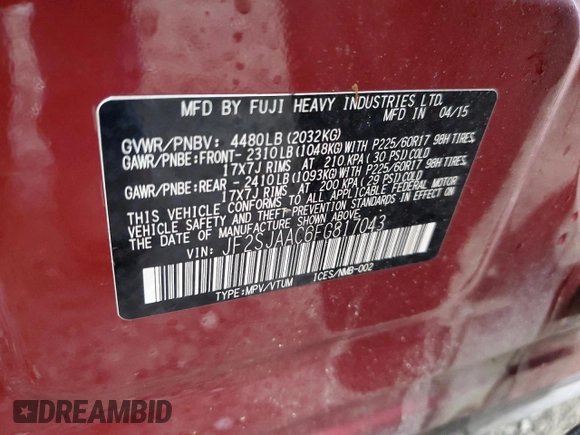 MFD BY FUJI HEAVY INDUSTRIES LTD.
MFD IN 04/15
GVWR/PNBV: 4480LB(2032KG)
GAWR/PNBE:FRONT- 2310LB(1048KG)WITH P225/60R17 98H TIRES,
17X7J RIMS AT 210 KPA(30 PSI)COLD
GAWR/PNBE:REAR - 2410LB(1093KG)WITH P225/60R17 98H TIRES,
17X7J RIMS AT 200 KPA(29 PSI)COLD
THIS VEHICLE CONFORMS TO ALL APPLICABLE FEDERAL MOTOR
VEHICLE SAFETY STANDARDS IN EFFECT ON THE DATE OF
MANUFACTURE SHOWN ABOVE.
VIN: JF2SJAAC6FG817043
TYPE:MPV/VTUM ICES/NMB-002
DREAMBID